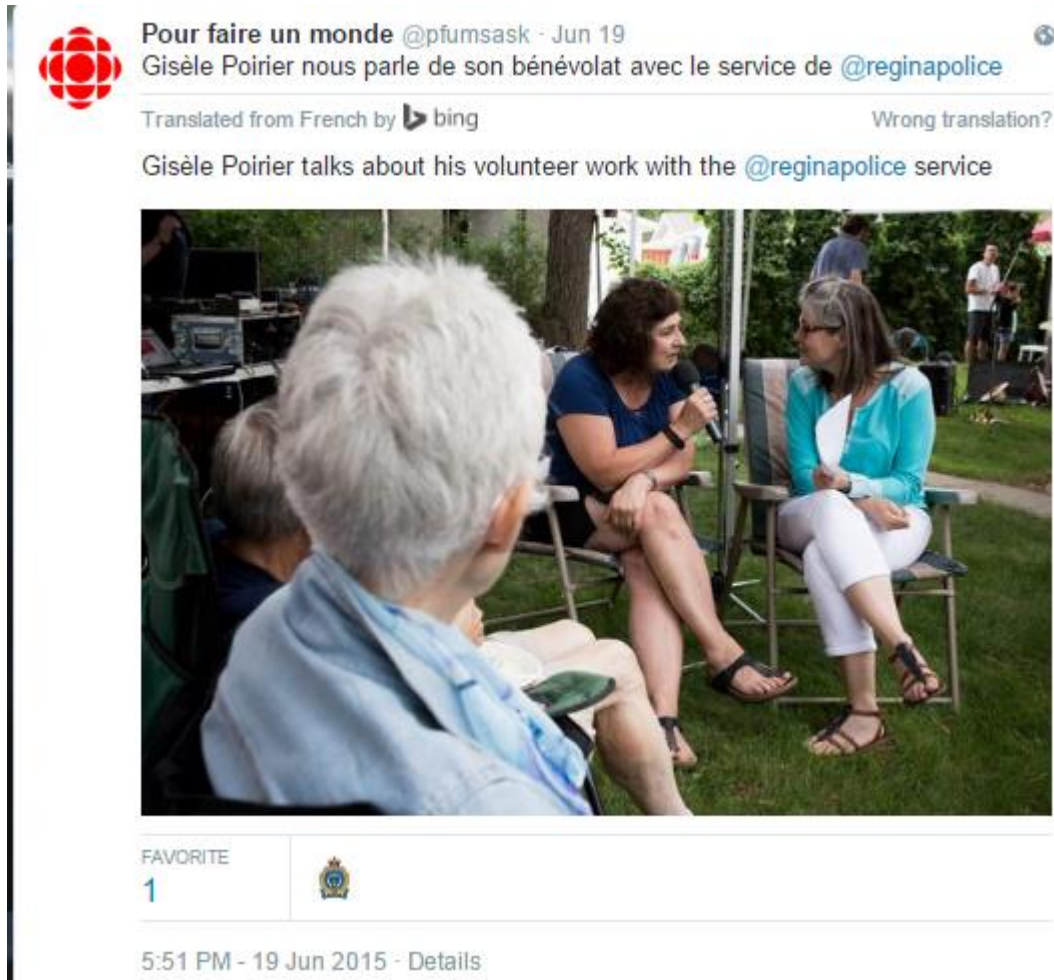 Pour faire un monde @pfumsask · Jun 19
Gisèle Poirier nous parle de son bénévolat avec le service de @reginapolice
Translated from French by bing
Wrong translation?
Gisèle Poirier talks about his volunteer work with the @reginapolice service
FAVORITE
1
5:51 PM - 19 Jun 2015 · Details